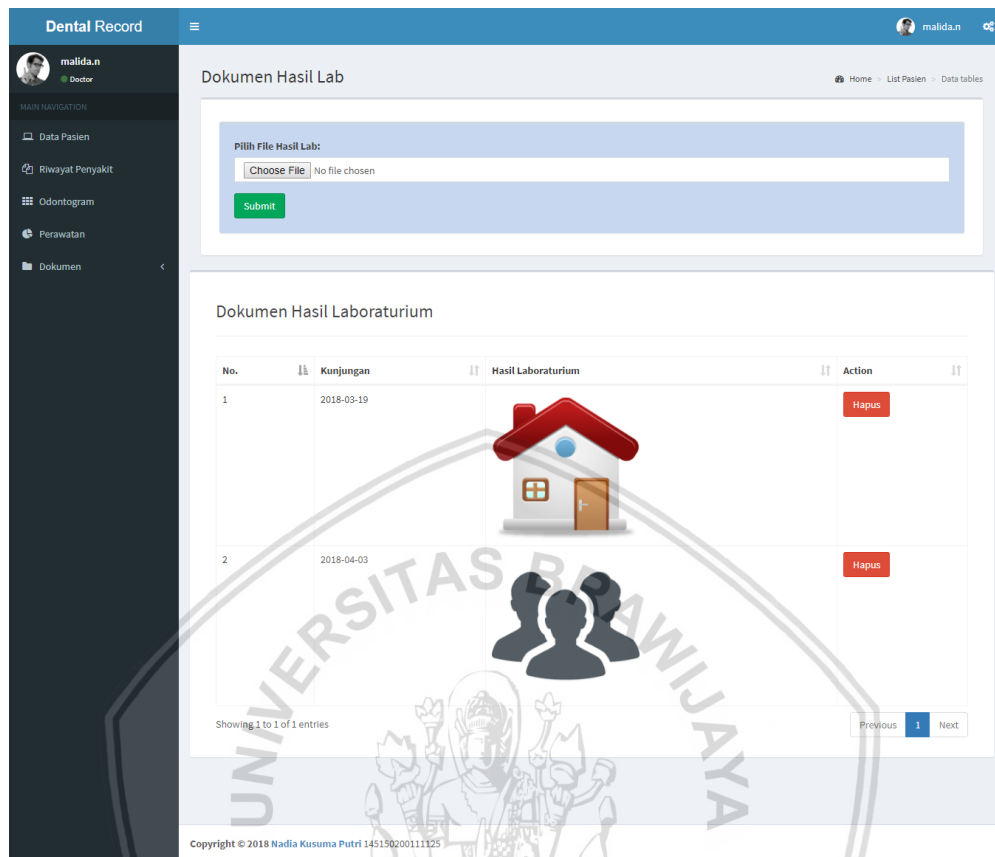 Dental Record
malida.n
malida.n
Doctor
MAIN NAVIGATION
Data Pasien
Riwayat Penyakit
Odontogram
Perawatan
Dokumen
Dokumen Hasil Lab
Home > List Pasien > Data tables
Pilih File Hasil Lab:
Choose File No file chosen
Submit
Dokumen Hasil Laboraturium
No. Kunjungan Hasil Laboraturium Action
1 2018-03-19 Hapus
2 2018-04-03 Hapus
Showing 1 to 1 of 1 entries
Previous 1 Next
UNIVERSITAS BRAWIJAYA
Copyright © 2018 Nadia Kusuma Putri 145150200111125